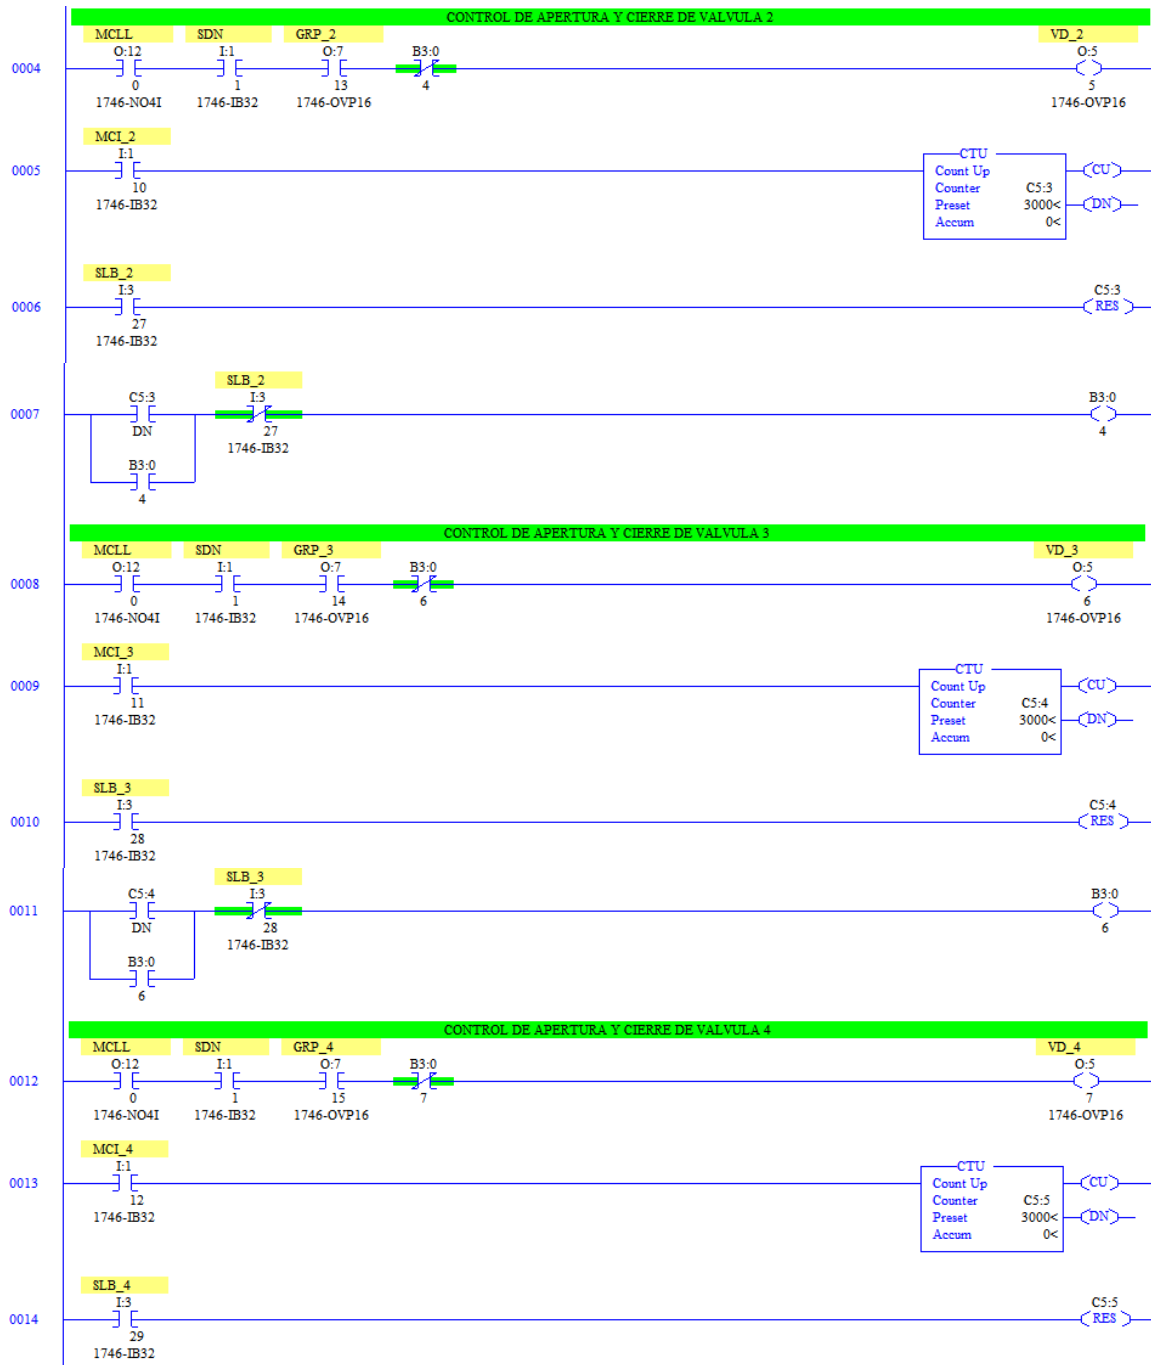 CONTROL DE APERTURA Y CIERRE DE VALVULA 2
MCLL SDN GRP_2 VD_2
O:12 I:1 O:7 B3:0 O:5
0004
0 1 13 4 5
1746-NO4I 1746-IB32 1746-OVP16 1746-OVP16
MCI_2
I:1
0005
10
1746-IB32
CTU
Count Up
Counter C5:3
Preset 3000<
Accum 0<
CU
DN
SLB_2
I:3 C5:3
0006 RES
27
1746-IB32
SLB_2
C5:3 I:3 B3:0
0007
DN 27 4
1746-IB32
B3:0
4
CONTROL DE APERTURA Y CIERRE DE VALVULA 3
MCLL SDN GRP_3 VD_3
O:12 I:1 O:7 B3:0 O:5
0008
0 1 14 6 6
1746-NO4I 1746-IB32 1746-OVP16 1746-OVP16
MCI_3
I:1
0009
11
1746-IB32
CTU
Count Up
Counter C5:4
Preset 3000<
Accum 0<
CU
DN
SLB_3
I:3 C5:4
0010 RES
28
1746-IB32
SLB_3
C5:4 I:3 B3:0
0011
DN 28 6
1746-IB32
B3:0
6
CONTROL DE APERTURA Y CIERRE DE VALVULA 4
MCLL SDN GRP_4 VD_4
O:12 I:1 O:7 B3:0 O:5
0012
0 1 15 7 7
1746-NO4I 1746-IB32 1746-OVP16 1746-OVP16
MCI_4
I:1
0013
12
1746-IB32
CTU
Count Up
Counter C5:5
Preset 3000<
Accum 0<
CU
DN
SLB_4
I:3 C5:5
0014 RES
29
1746-IB32